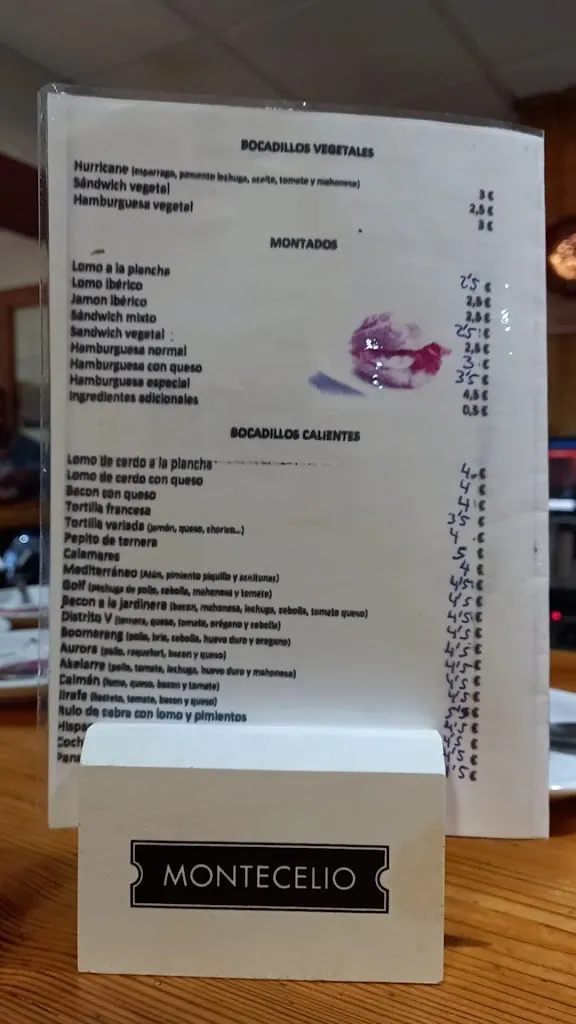 BOCADILLOS VEGETALES
Hurricane (esparrago, pimiento lechuga, aceite, tomate y mahonesa) 3 €
Sándwich vegetal 2,5 €
Hamburguesa vegetal 3 €
MONTADOS
Lomo a la plancha 2'5 €
Lomo ibérico 2,5 €
Jamon ibérico 2,5 €
Sándwich mixto 2'5 €
Sandwich vegetal 2,5 €
Hamburguesa normal 3 €
Hamburguesa con queso 3'5 €
Hamburguesa especial 4,5 €
Ingredientes adicionales 0,5 €
BOCADILLOS CALIENTES
Lomo de cerdo a la plancha 4 €
Lomo de cerdo con queso 4 €
Bacon con queso 4 €
Tortilla francesa 3'5 €
Tortilla variada (jamón, queso, chorizo...) 4 €
Pepito de ternera 5 €
Calamares 4 €
Mediterráneo (Atún, pimiento piquillo y aceitunas) 4'5 €
Golf (pechuga de pollo, cebolla, mahonesa y tomate) 4'5 €
Bacon a la jardinera (bacon, mahonesa, lechuga, cebolla, tomate queso) 4'5 €
Distrito V (ternera, queso, tomate, orégano y cebolla) 4'5 €
Boomerang (pollo, brie, cebolla, huevo duro y oregano) 4'5 €
Aurora (pollo, roquefort, bacon y queso) 4'5 €
Akelarre (pollo, tomate, lechuga, huevo duro y mahonesa) 4'5 €
Caimán (lomo, queso, bacon y tomate) 4'5 €
Jirafa (Secreto, tomate, bacon y queso) €
Rulo de cabra con lomo y pimientos 4'5 €
Hispa 4'5 €
Coch 4'5 €
Pans
MONTECELIO